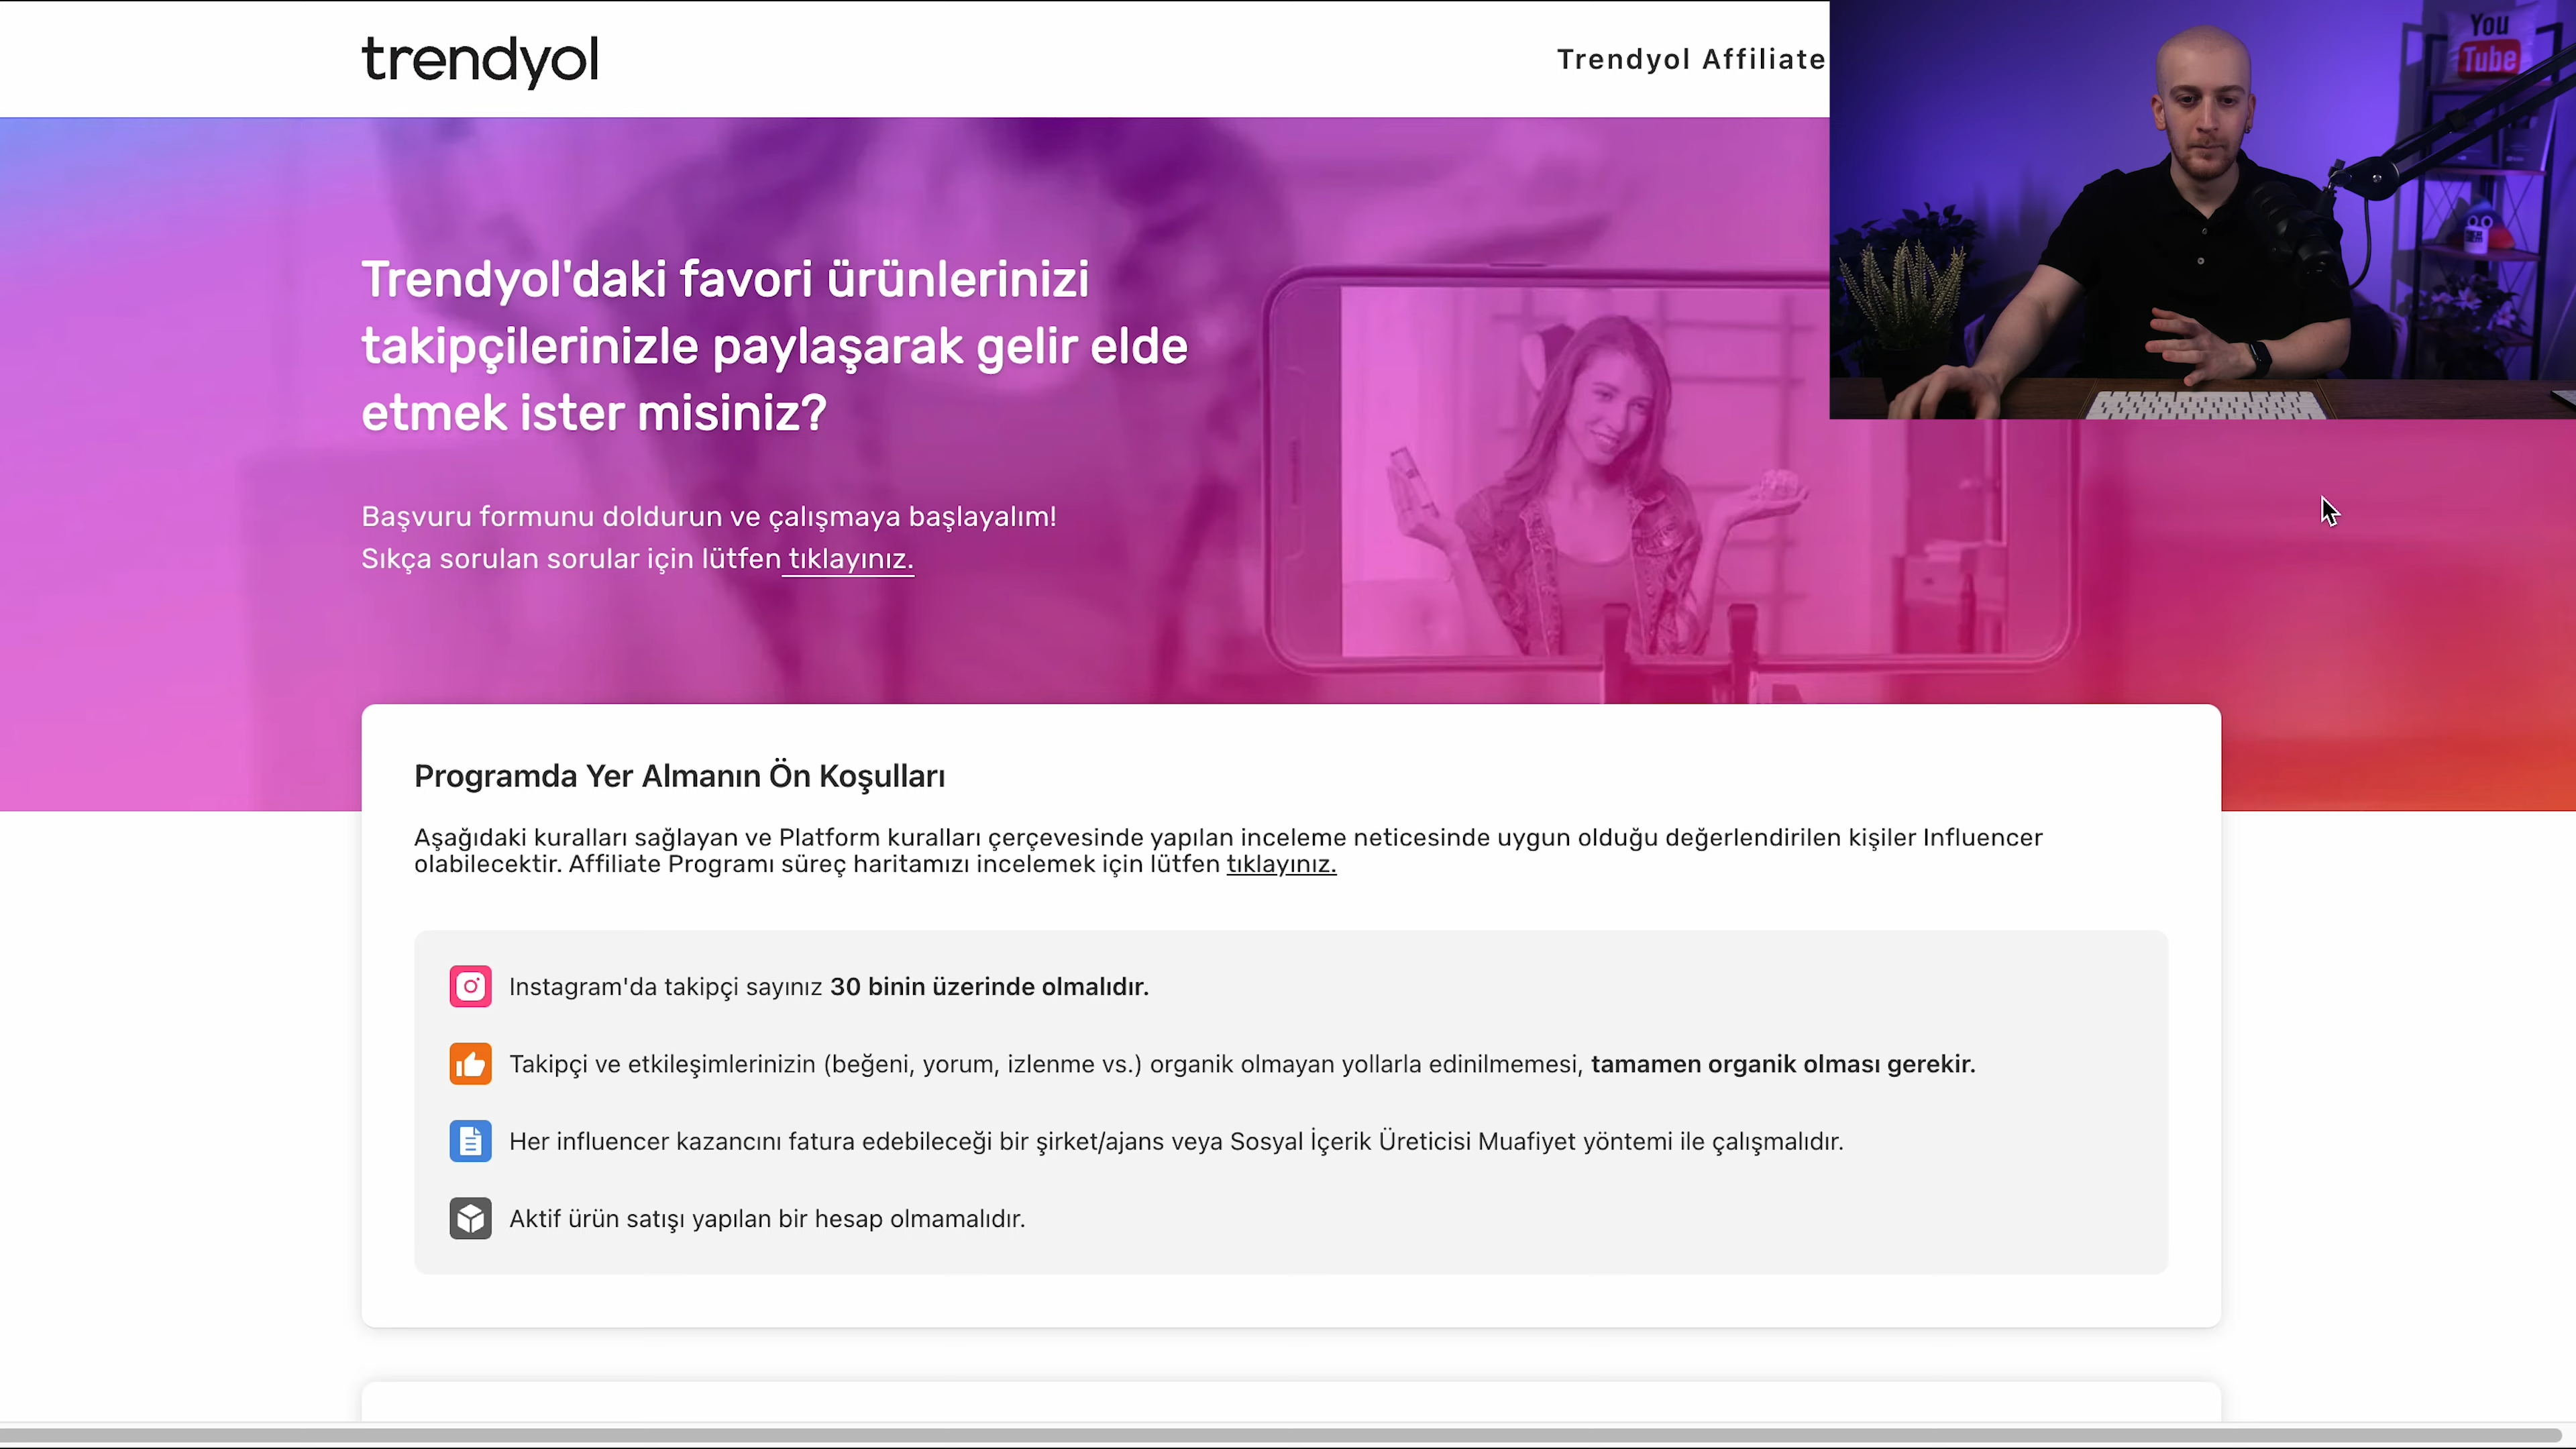 trendyol
Trendyol Affiliate
You
Tube
Trendyol'daki favori ürünlerinizi
takipçilerinizle paylaşarak gelir elde
etmek ister misiniz?
Başvuru formunu doldurun ve çalışmaya başlayalım!
Sıkça sorulan sorular için lütfen tıklayınız.
Programda Yer Almanın Ön Koşulları
Aşağıdaki kuralları sağlayan ve Platform kuralları çerçevesinde yapılan inceleme neticesinde uygun olduğu değerlendirilen kişiler Influencer
olabilecektir. Affiliate Programı süreç haritamızı incelemek için lütfen tıklayınız.
Instagram'da takipçi sayınız 30 binin üzerinde olmalıdır.
Takipçi ve etkileşimlerinizin (beğeni, yorum, izlenme vs.) organik olmayan yollarla edinilmemesi, tamamen organik olması gerekir.
Her influencer kazancını fatura edebileceği bir şirket/ajans veya Sosyal İçerik Üreticisi Muafiyet yöntemi ile çalışmalıdır.
Aktif ürün satışı yapılan bir hesap olmamalıdır.